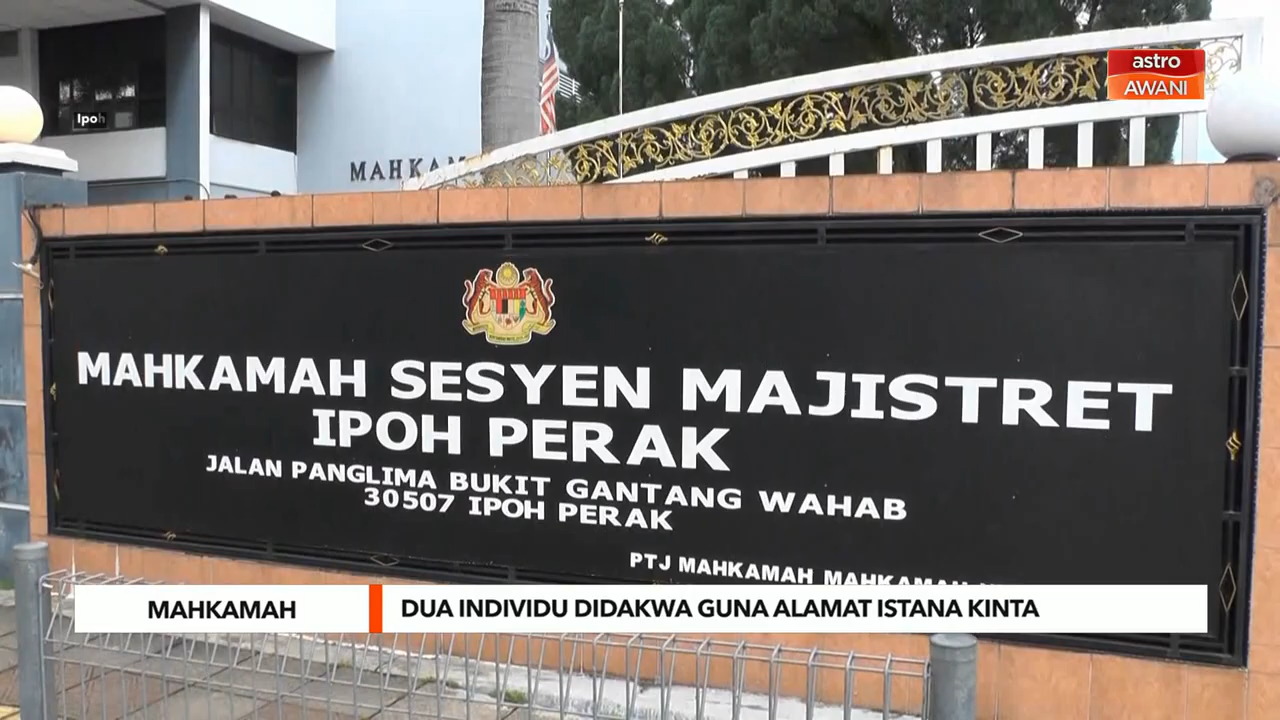 astro
AWANI
Ipoh
MAHKAM
MAHKAMAH SESYEN MAJISTRET
IPOH PERAK
JALAN PANGLIMA BUKIT GANTANG WAHAB
30507 IPOH PERAK
PTJ MAHKAMAH MAHKAMAH
MAHKAMAH
DUA INDIVIDU DIDAKWA GUNA ALAMAT ISTANA KINTA